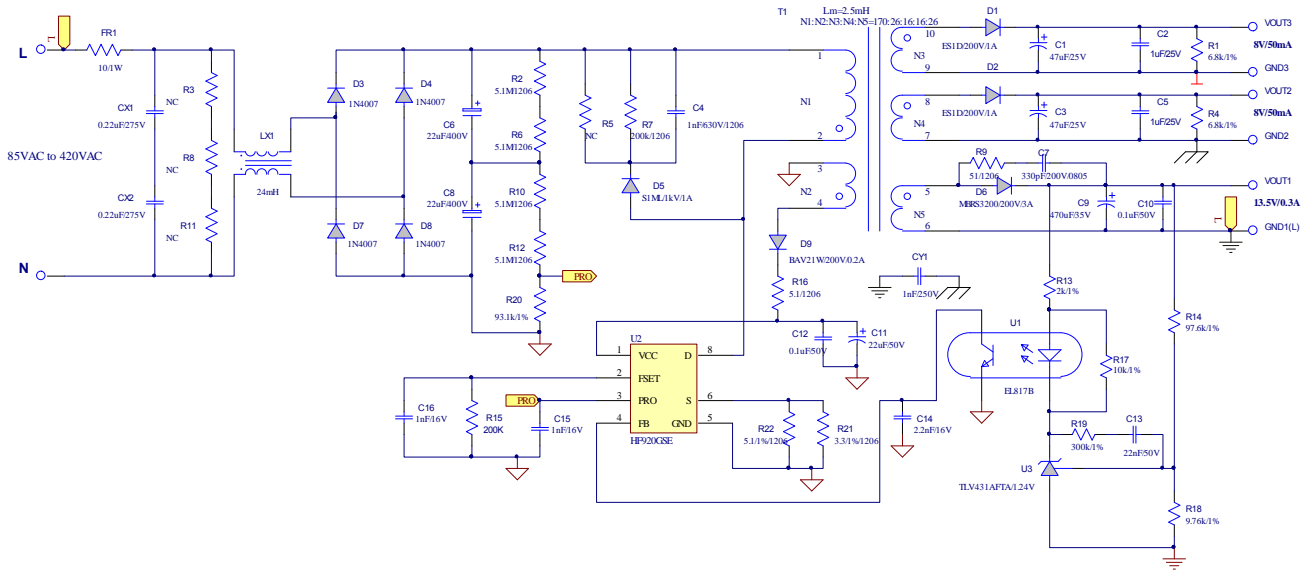 T1
Lm=2.5mH
N1:N2:N3:N4:N5=170:26:16:16:26
L
L
FR1
10/1W
CX1
NC
0.22uF/275V
CX2
NC
0.22uF/275V
R3
R8
R11
NC
85VAC to 420VAC
N
LX1
24mH
D3
1N4007
D4
1N4007
D7
1N4007
D8
1N4007
C6
22uF/400V
C8
22uF/400V
R2
5.1M1206
R6
5.1M1206
R10
5.1M1206
R12
5.1M1206
PRO
R20
93.1k/1%
R5
NC
R7
200k/1206
C4
1nF/630V/1206
D5
S1ML/1kV/1A
1
N1
2
3
N2
4
10
N3
9
8
N4
7
5
N5
6
D1
ES1D/200V/1A
D2
ES1D/200V/1A
C1
47uF/25V
C2
1uF/25V
R1
6.8k/1%
VOUT3
8V/50mA
GND3
C3
47uF/25V
C5
1uF/25V
R4
6.8k/1%
VOUT2
8V/50mA
GND2
R9
51/1206
C7
330pF/200V/0805
D6
MBRS3200/200V/3A
C9
470uF/35V
C10
0.1uF/50V
VOUT1
13.5V/0.3A
L
GND1(L)
D9
BAV21W/200V/0.2A
R16
5.1/1206
CY1
1nF/250V
C12
0.1uF/50V
C11
22uF/50V
U2
1 VCC D 8
2 FSET
3 PRO S 6
4 FB GND 5
HF920GSE
C16
1nF/16V
R15
200K
PRO
C15
1nF/16V
R22
5.1/1%/1206
R21
3.3/1%/1206
C14
2.2nF/16V
U1
EL817B
R13
2k/1%
R17
10k/1%
R14
97.6k/1%
R19
300k/1%
C13
22nF/50V
U3
TLV431AFTA/1.24V
R18
9.76k/1%